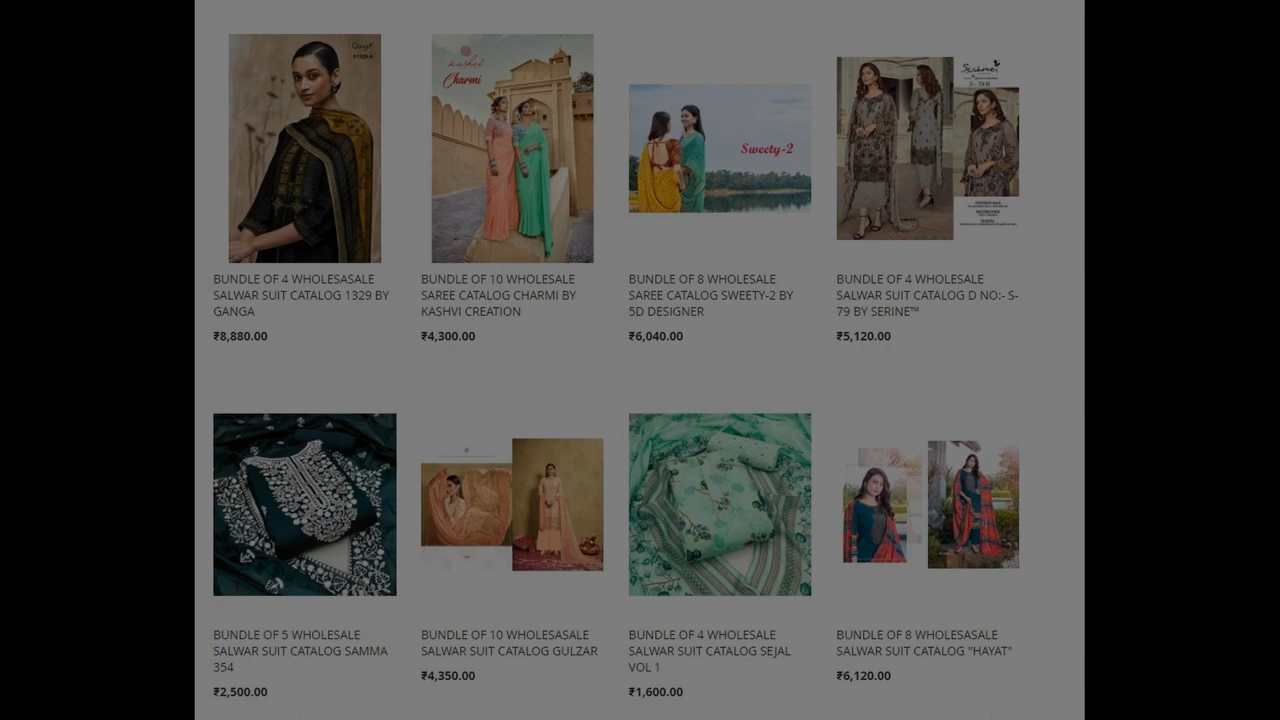 Ganga
S1329-A
Kashvi
Charmi
Sweety-2
Serine
S - 79 D
BUNDLE OF 4 WHOLESASALE
SALWAR SUIT CATALOG 1329 BY
GANGA
₹8,880.00
BUNDLE OF 10 WHOLESALE
SAREE CATALOG CHARMI BY
KASHVI CREATION
₹4,300.00
BUNDLE OF 8 WHOLESALE
SAREE CATALOG SWEETY-2 BY
5D DESIGNER
₹6,040.00
BUNDLE OF 4 WHOLESALE
SALWAR SUIT CATALOG D NO:- S-
79 BY SERINE™
₹5,120.00
BUNDLE OF 5 WHOLESALE
SALWAR SUIT CATALOG SAMMA
354
₹2,500.00
BUNDLE OF 10 WHOLESASALE
SALWAR SUIT CATALOG GULZAR
₹4,350.00
BUNDLE OF 4 WHOLESALE
SALWAR SUIT CATALOG SEJAL
VOL 1
₹1,600.00
BUNDLE OF 8 WHOLESASALE
SALWAR SUIT CATALOG "HAYAT"
₹6,120.00